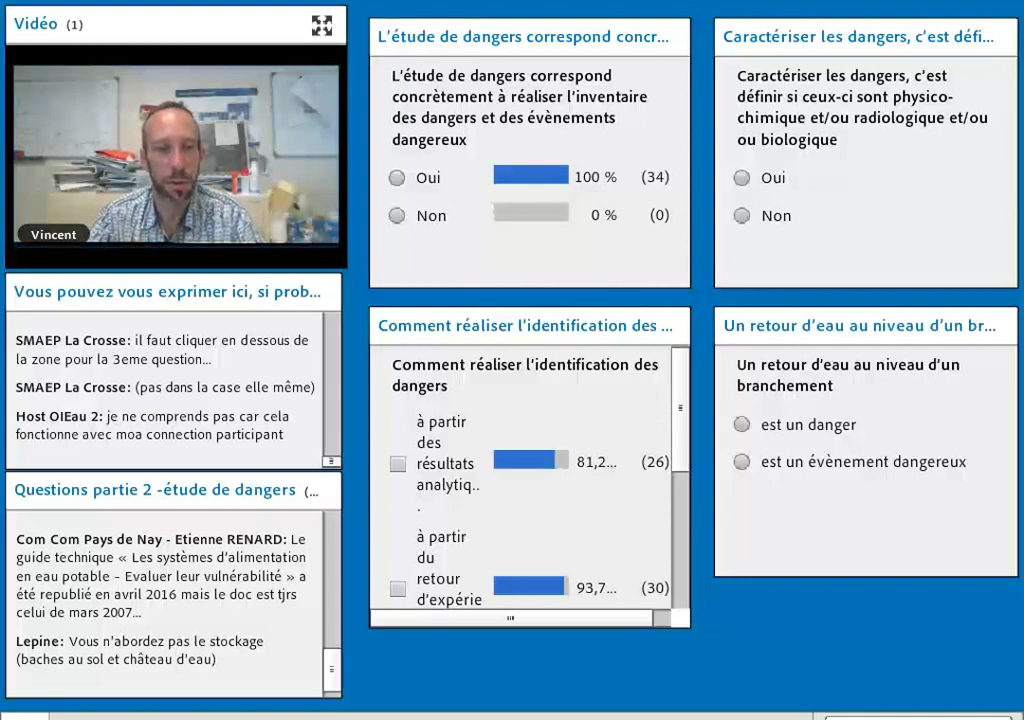 Vidéo (1)
Vincent
Vous pouvez vous exprimer ici, si prob...
SMAEP La Crosse: il faut cliquer en dessous de
la zone pour la 3eme question...
SMAEP La Crosse: (pas dans la case elle même)
Host OIEau 2: je ne comprends pas car cela
fonctionne avec moa connection participant
Questions partie 2 -étude de dangers (...
Com Com Pays de Nay - Etienne RENARD: Le
guide technique « Les systèmes d'alimentation
en eau potable – Evaluer leur vulnérabilité » a
été republié en avril 2016 mais le doc est tjrs
celui de mars 2007...
Lepine: Vous n'abordez pas le stockage
(baches au sol et château d'eau)
L'étude de dangers correspond concr...
L'étude de dangers correspond
concrètement à réaliser l'inventaire
des dangers et des évènements
dangereux
Oui 100 % (34)
Non 0 % (0)
Comment réaliser l'identification des ...
Comment réaliser l'identification des
dangers
à partir
des
résultats 81,2... (26)
analytiq..
.
à partir
du
retour 93,7... (30)
d'expérie
Caractériser les dangers, c'est défi...
Caractériser les dangers, c'est
définir si ceux-ci sont physico-
chimique et/ou radiologique et/ou
ou biologique
Oui
Non
Un retour d'eau au niveau d'un br...
Un retour d'eau au niveau d'un
branchement
est un danger
est un évènement dangereux